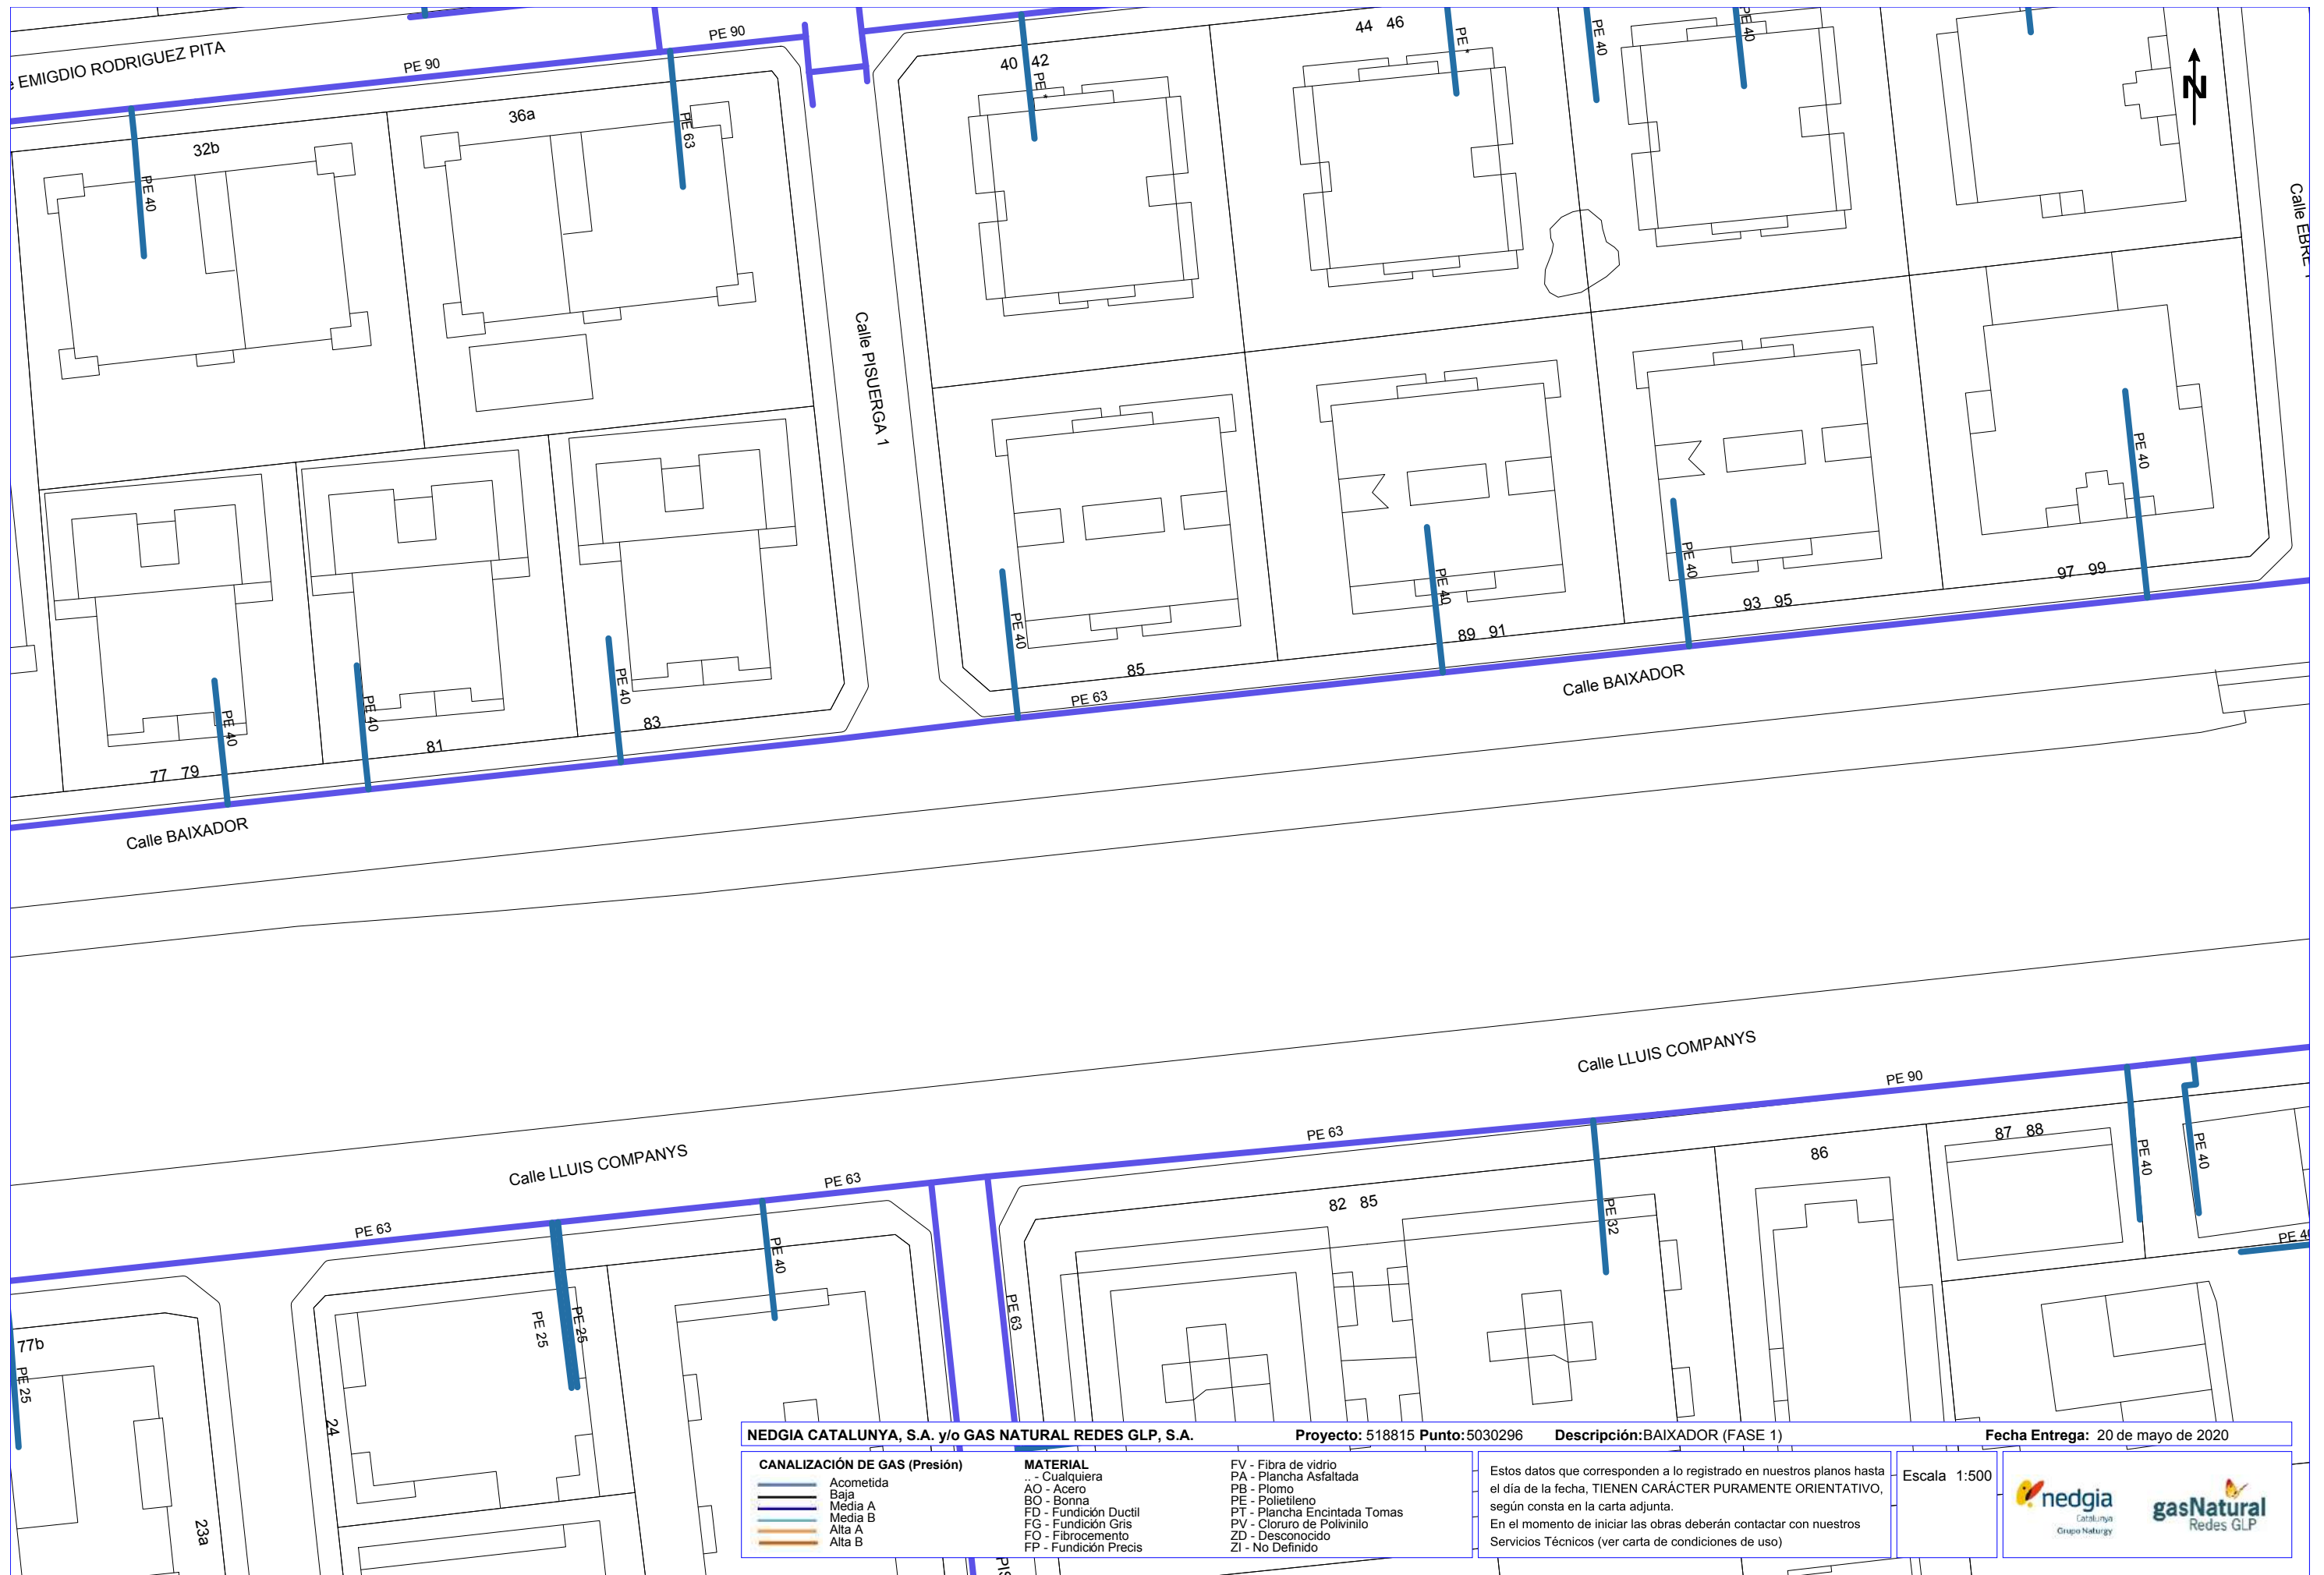 44 46
PE 90
PE *
PE 40
PE 40
EMIGDIO RODRIGUEZ PITA
PE 90
40 42
PE *
N
36a
PE 63
32b
PE 40
Calle PISUERGA 1
PE 40
97 99
PE 40
PE 40
93 95
PE 40
89 91
PE 40
85
PE 63
Calle BAIXADOR
PE 40
83
PE 40
81
PE 40
77 79
Calle BAIXADOR
Calle LLUIS COMPANYS
PE 90
PE 63
87 88
PE 40
PE 40
86
Calle LLUIS COMPANYS
PE 63
82 85
PE 32
PE 63
PE 40
PE 25
PE 25
PE 63
77b
PE 25
24
23a
NEDGIA CATALUNYA, S.A. y/o GAS NATURAL REDES GLP, S.A. Proyecto: 518815 Punto:5030296 Descripción:BAIXADOR (FASE 1) Fecha Entrega: 20 de mayo de 2020
CANALIZACIÓN DE GAS (Presión)
Acometida
Baja
Media A
Media B
Alta A
Alta B
MATERIAL
.. - Cualquiera
AO - Acero
BO - Bonna
FD - Fundición Ductil
FG - Fundición Gris
FO - Fibrocemento
FP - Fundición Precis
FV - Fibra de vidrio
PA - Plancha Asfaltada
PB - Plomo
PE - Polietileno
PT - Plancha Encintada Tomas
PV - Cloruro de Polivinilo
ZD - Desconocido
ZI - No Definido
Estos datos que corresponden a lo registrado en nuestros planos hasta
el día de la fecha, TIENEN CARÁCTER PURAMENTE ORIENTATIVO,
según consta en la carta adjunta.
En el momento de iniciar las obras deberán contactar con nuestros
Servicios Técnicos (ver carta de condiciones de uso)
Escala 1:500
nedgia
Catalunya
Grupo Naturgy
gasNatural
Redes GLP